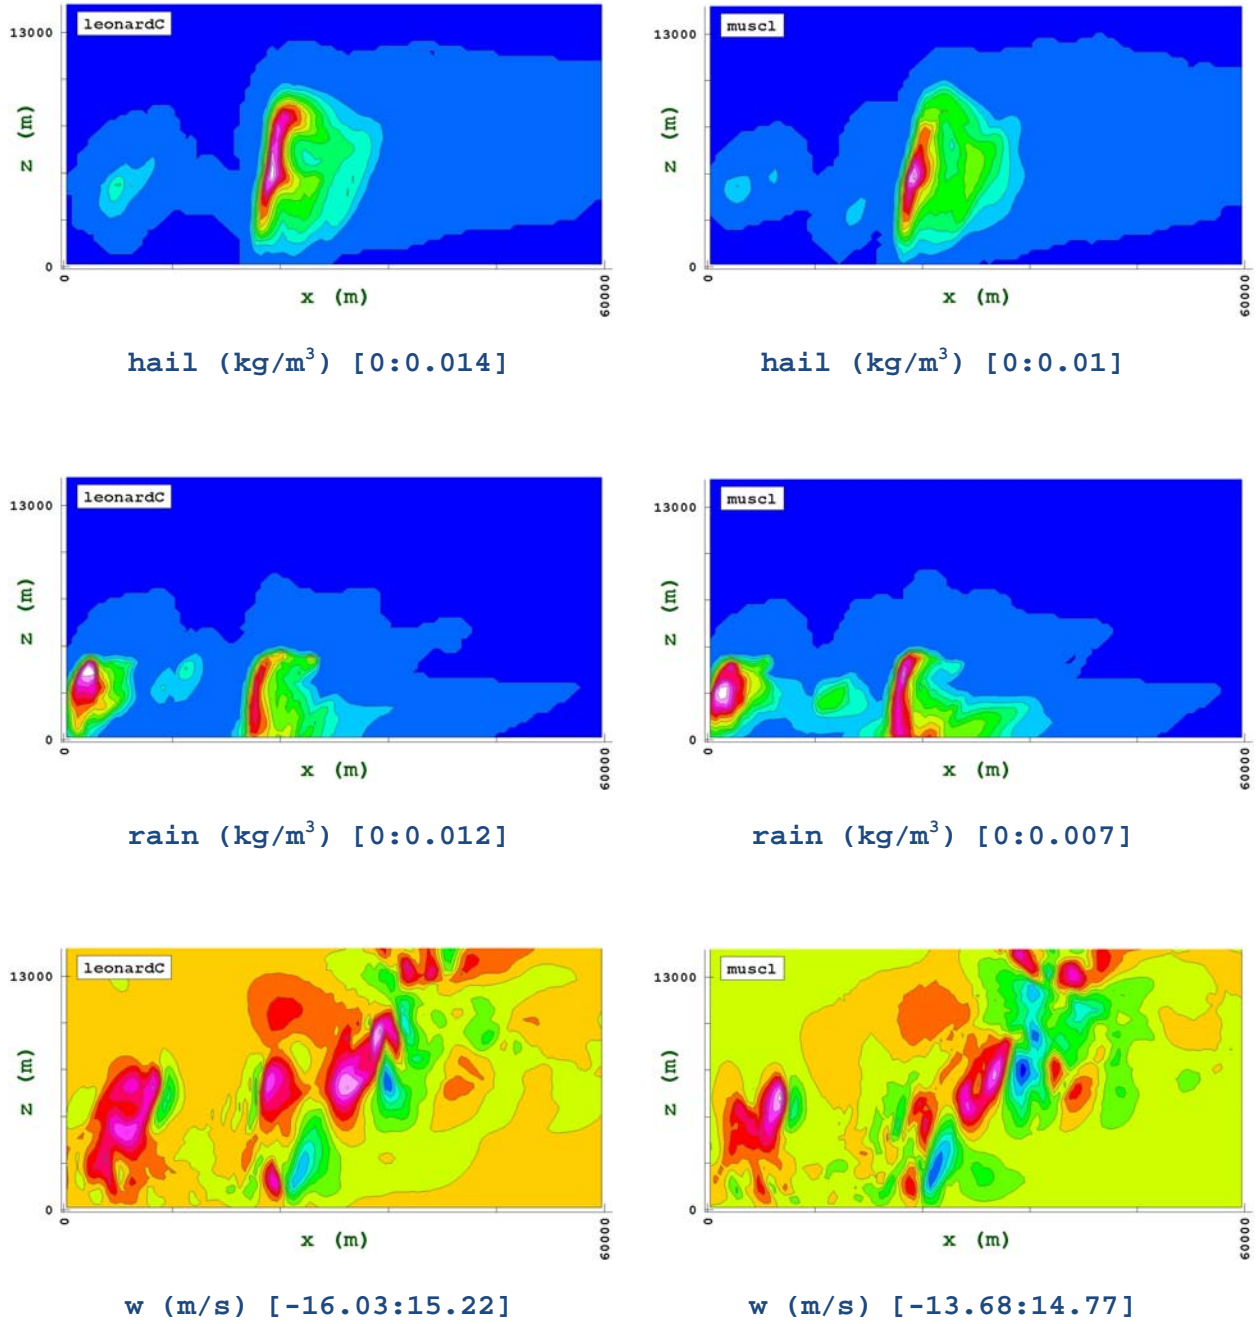 leonardC
muscl
13000
13000
z (m)
z (m)
0
0
0
60000
0
60000
x (m)
x (m)
hail (kg/m³) [0:0.014]
hail (kg/m³) [0:0.01]
leonardC
muscl
13000
13000
z (m)
z (m)
0
0
0
60000
0
60000
x (m)
x (m)
rain (kg/m³) [0:0.012]
rain (kg/m³) [0:0.007]
leonardC
muscl
13000
13000
z (m)
z (m)
0
0
0
60000
0
60000
x (m)
x (m)
w (m/s) [-16.03:15.22]
w (m/s) [-13.68:14.77]